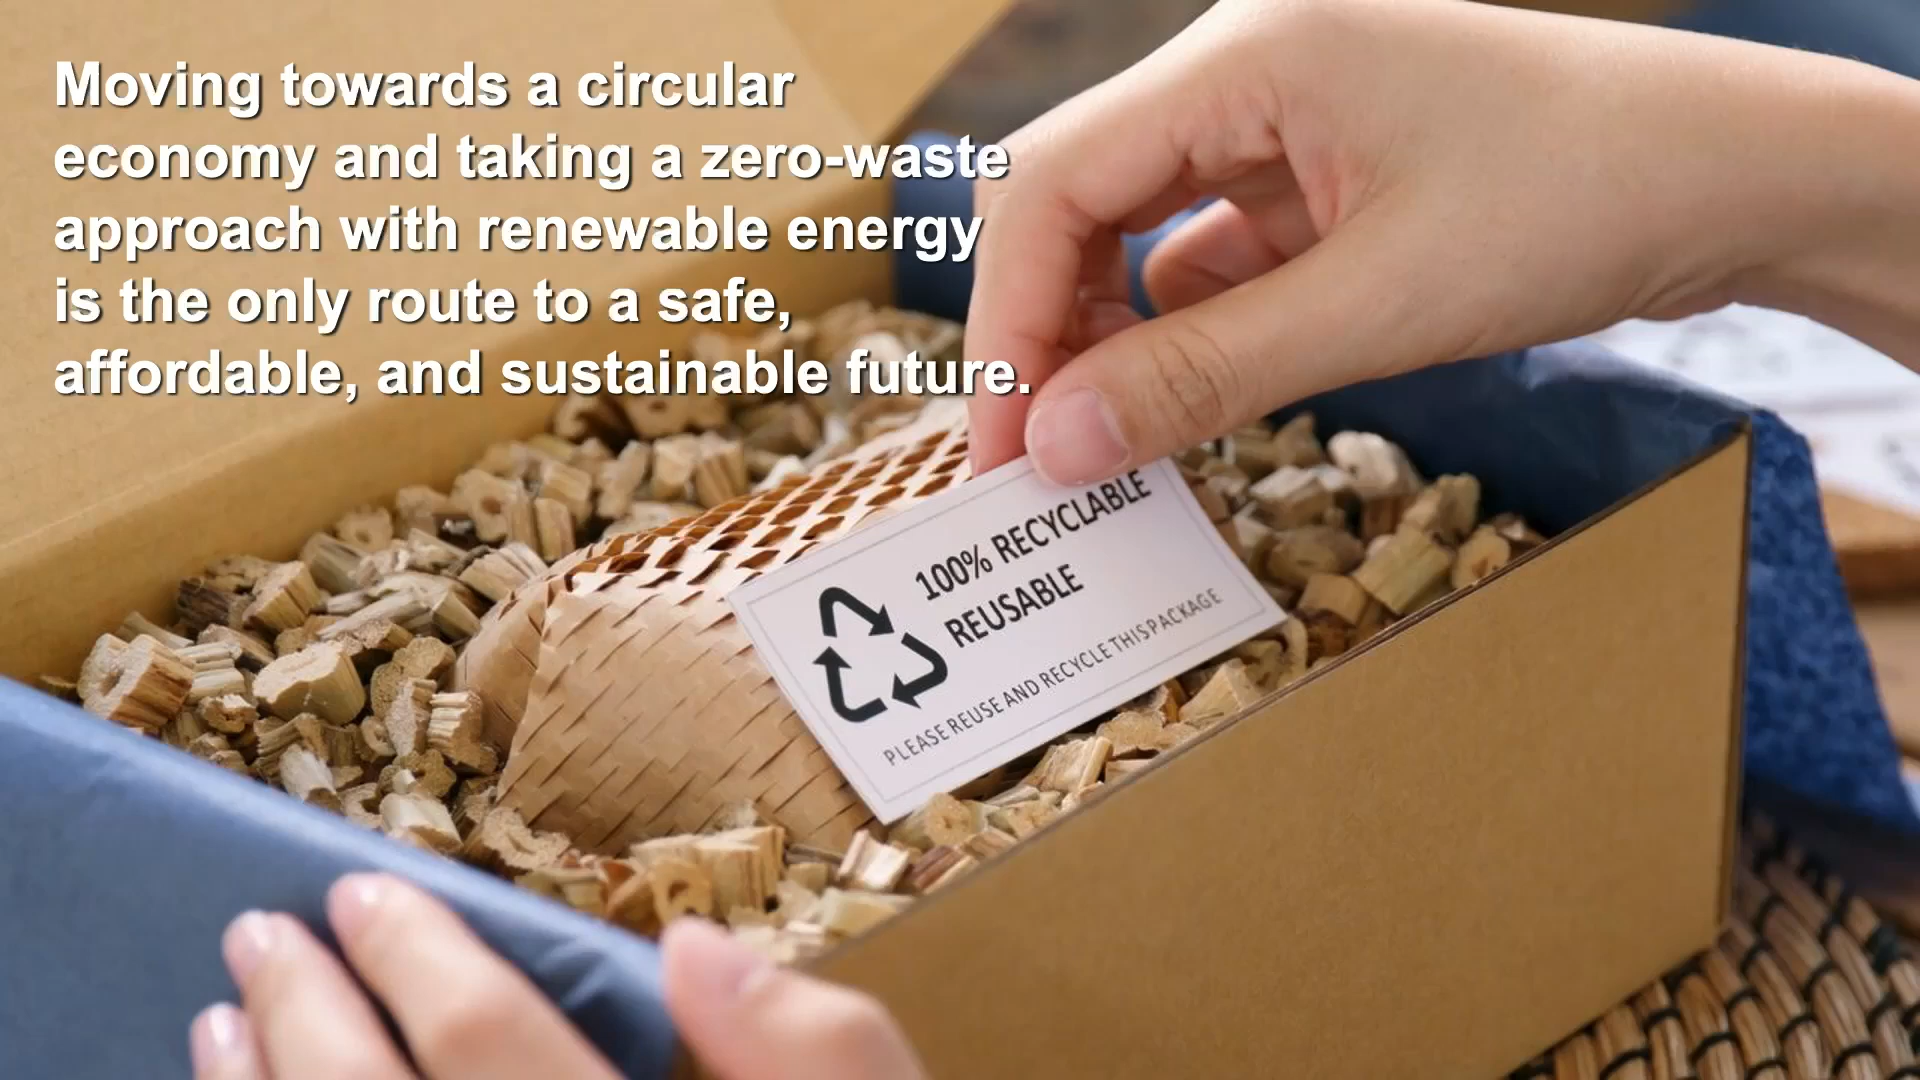 Moving towards a circular
economy and taking a zero-waste
approach with renewable energy
is the only route to a safe,
affordable, and sustainable future.
100% RECYCLABLE
REUSABLE
PLEASE REUSE AND RECYCLE THIS PACKAGE